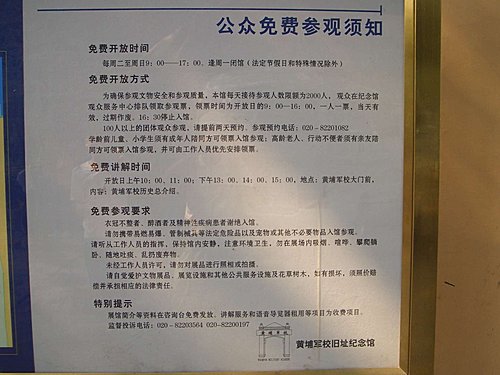 公众免费参观须知
免费开放时间
每周二至周日9：00——17：00。逢周一闭馆（法定节假日和特殊情况除外）
免费开放方式
为确保参观文物安全和参观质量，本馆每天接待参观人数限额为2000人，观众在纪念馆
观众服务中心排队领取参观票，领票时间为开放日的9：00—16：00，一人一票，当天有
效，过期作废。16：30停止入馆。
100人以上的团体观众参观，请提前两天预约。参观预约电话：020-82201082
学龄前儿童、小学生须有成年人陪同方可领票入馆参观；高龄老人、行动不便者须有亲友陪
同方可领票入馆参观，并可由工作人员优先安排领票。
免费讲解时间
开放日上午10：00、11：00；下午13：00、14：00、15：00，地点：黄埔军校大门前，
内容：黄埔军校历史总介绍。
免费参观要求
衣冠不整者、醉酒者及精神性疾病患者谢绝入馆。
请勿携带易燃易爆、管制械具等法定危险品以及宠物或其他不必要物品入馆参观。
请听从工作人员的指挥，保持馆内安静，注意环境卫生，勿在展场内吸烟、喧哗、攀爬躺
卧、随地吐痰、乱扔废弃物。
未经工作人员许可，请勿对展品进行照相或拍摄。
请自觉爱护文物展品、展览设施和其他公共服务设施及花草树木，如有损坏，须照价赔
偿并承担相应的法律责任。
特别提示
展馆简介等资料在咨询台免费发放。讲解服务和语音导览器租用等项目为收费项目。
监督投诉电话：020-82203564 020-82200197
黄埔军校旧址纪念馆